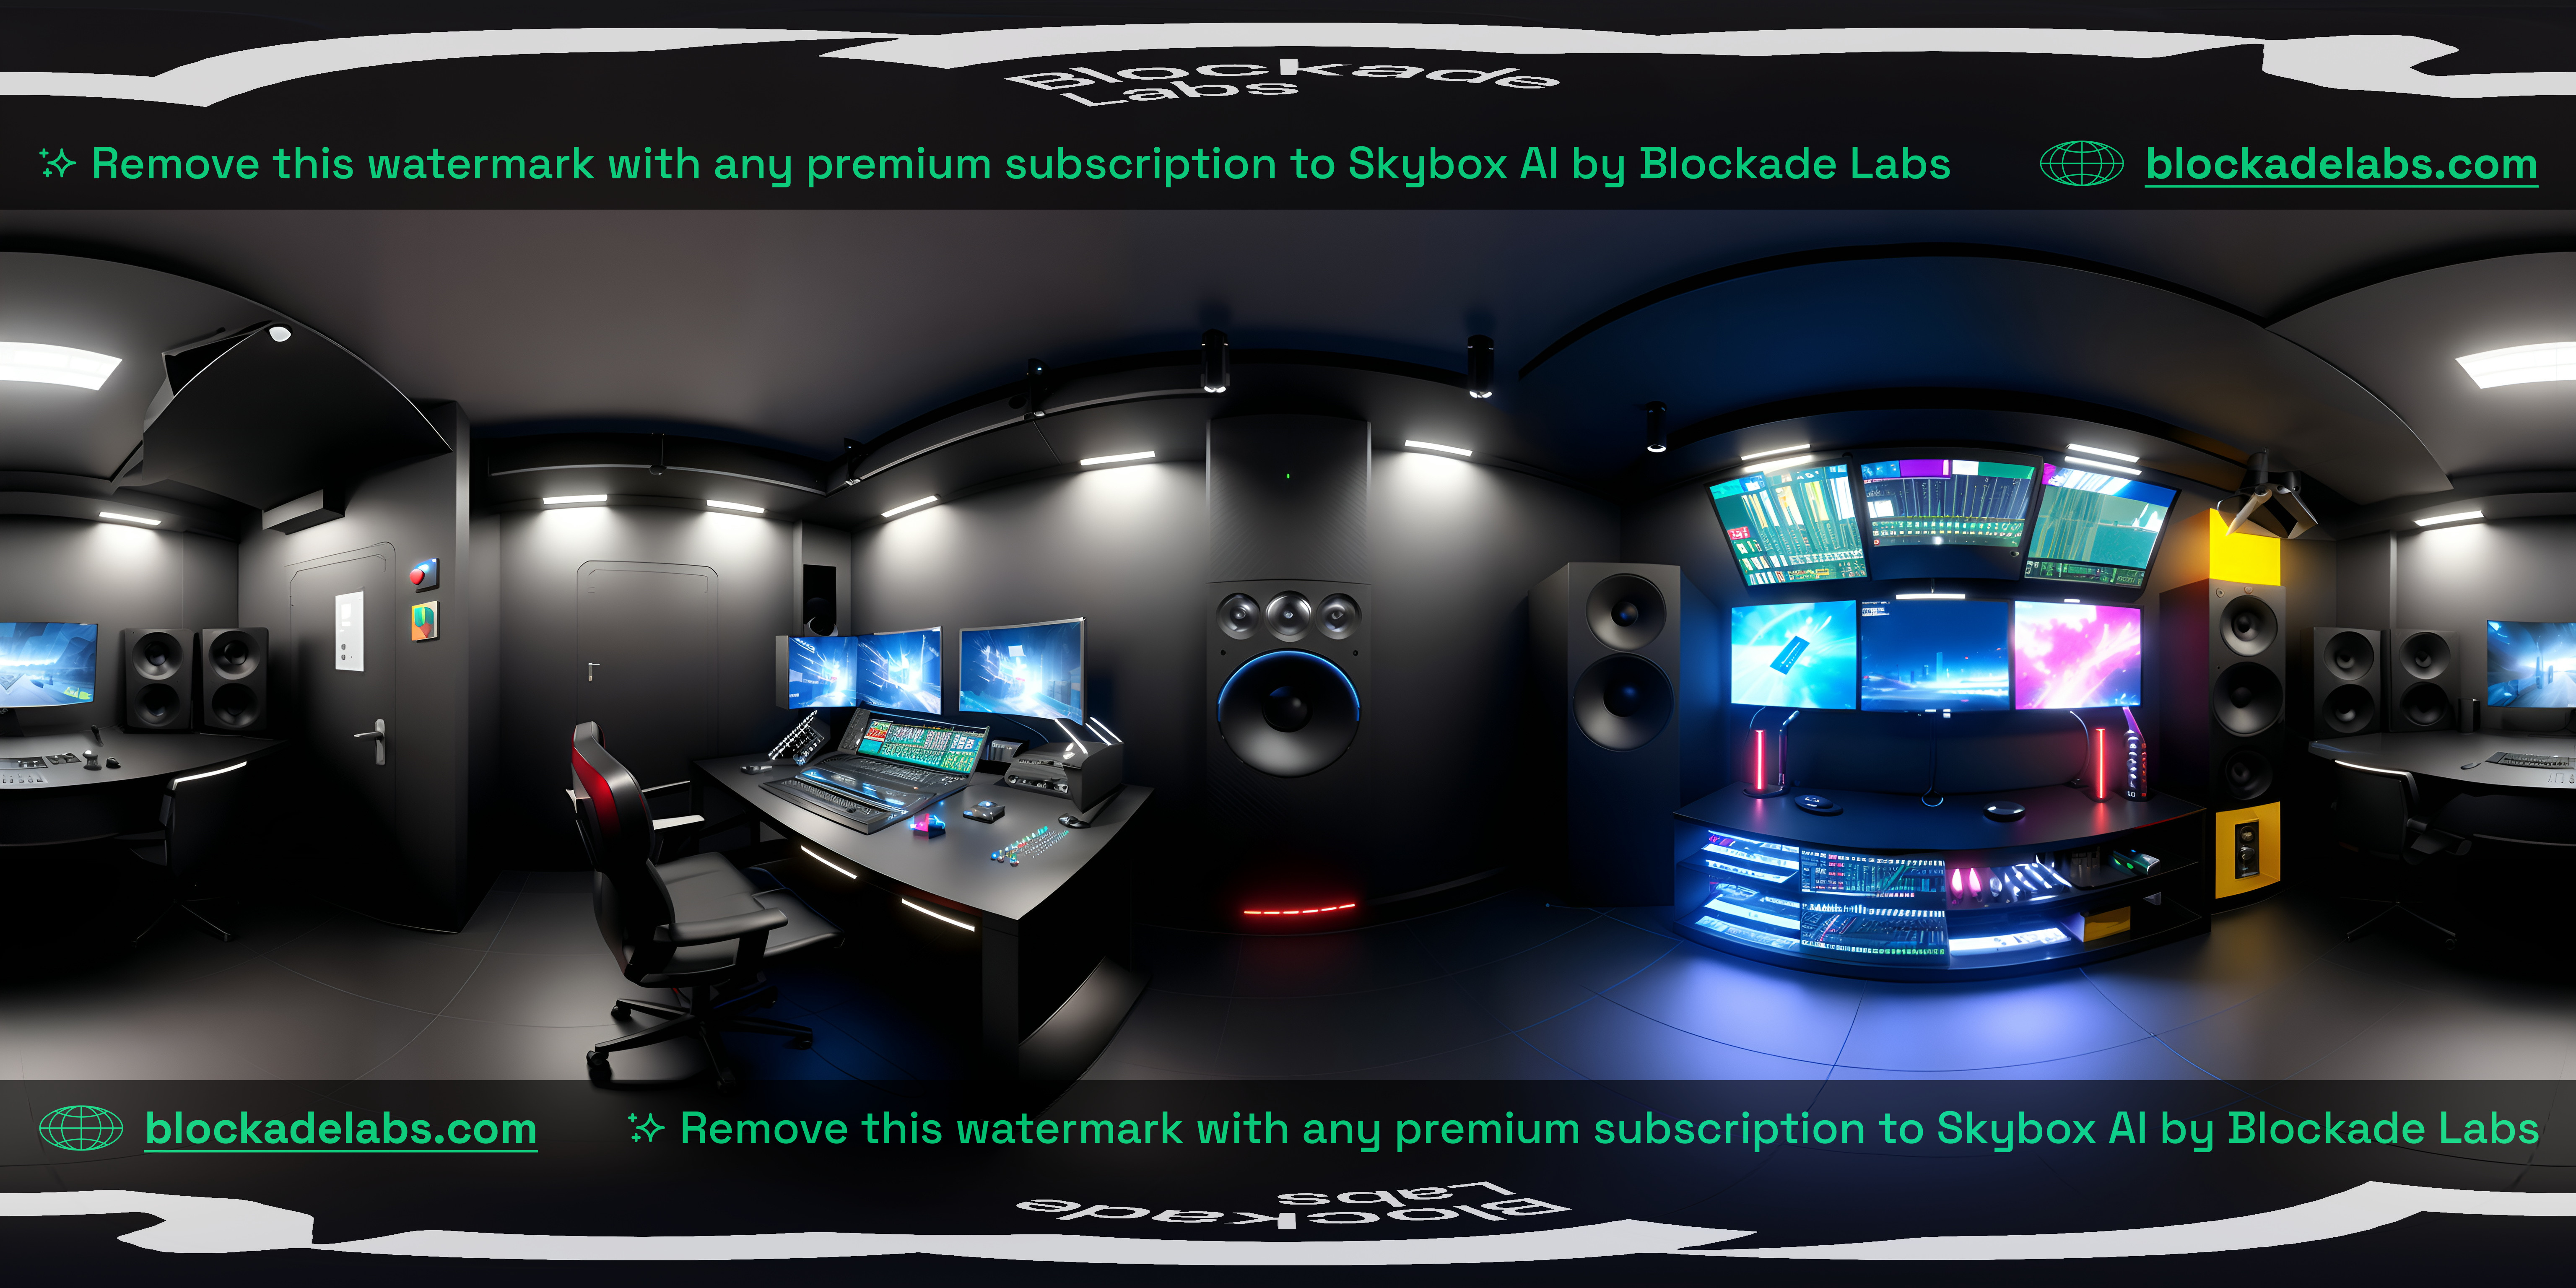 Blockade
Labs
Remove this watermark with any premium subscription to Skybox AI by Blockade Labs
blockadelabs.com
blockadelabs.com
Remove this watermark with any premium subscription to Skybox AI by Blockade Labs
Labs
Blockade